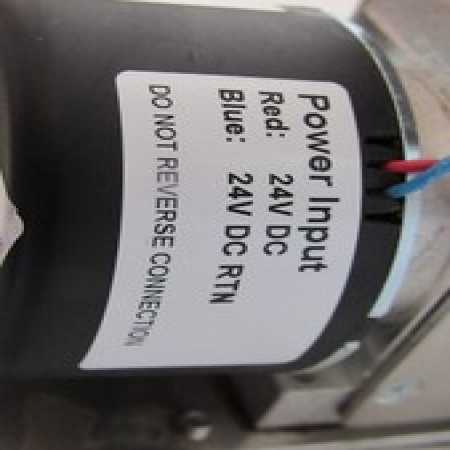 Power Input
Red: 24V DC
Blue: 24V DC RTN
DO NOT REVERSE CONNECTION